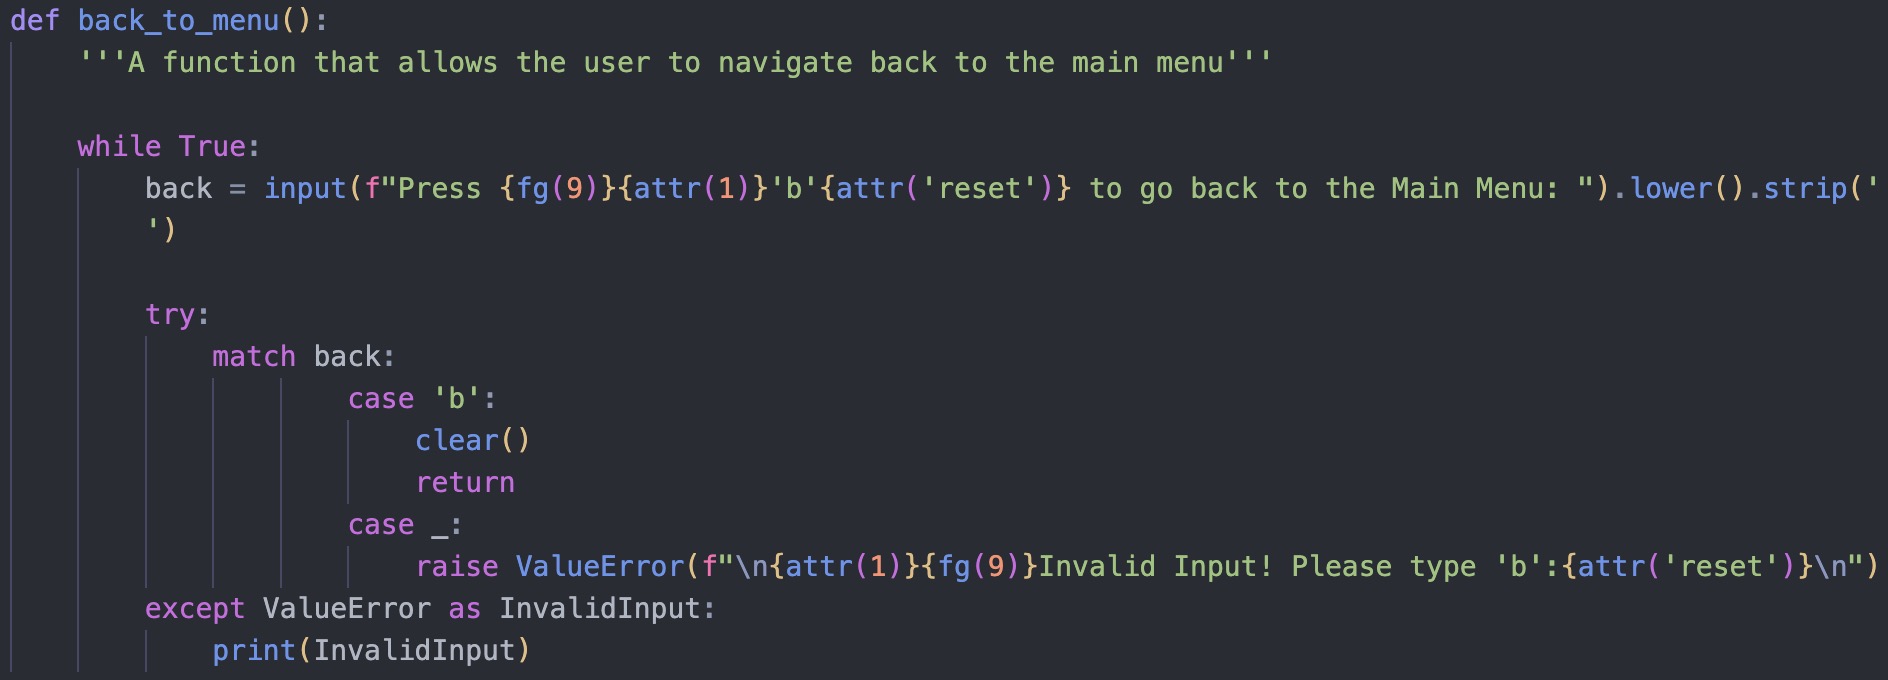 def back_to_menu():
    '''A function that allows the user to navigate back to the main menu'''
    while True:
        back = input(f"Press {fg(9)}{attr(1)}'b'{attr('reset')} to go back to the Main Menu: ").lower().strip('
        ')
        try:
            match back:
                    case 'b':
                        clear()
                        return
                    case _:
                        raise ValueError(f"\n{attr(1)}{fg(9)}Invalid Input! Please type 'b':{attr('reset')}\n")
        except ValueError as InvalidInput:
            print(InvalidInput)